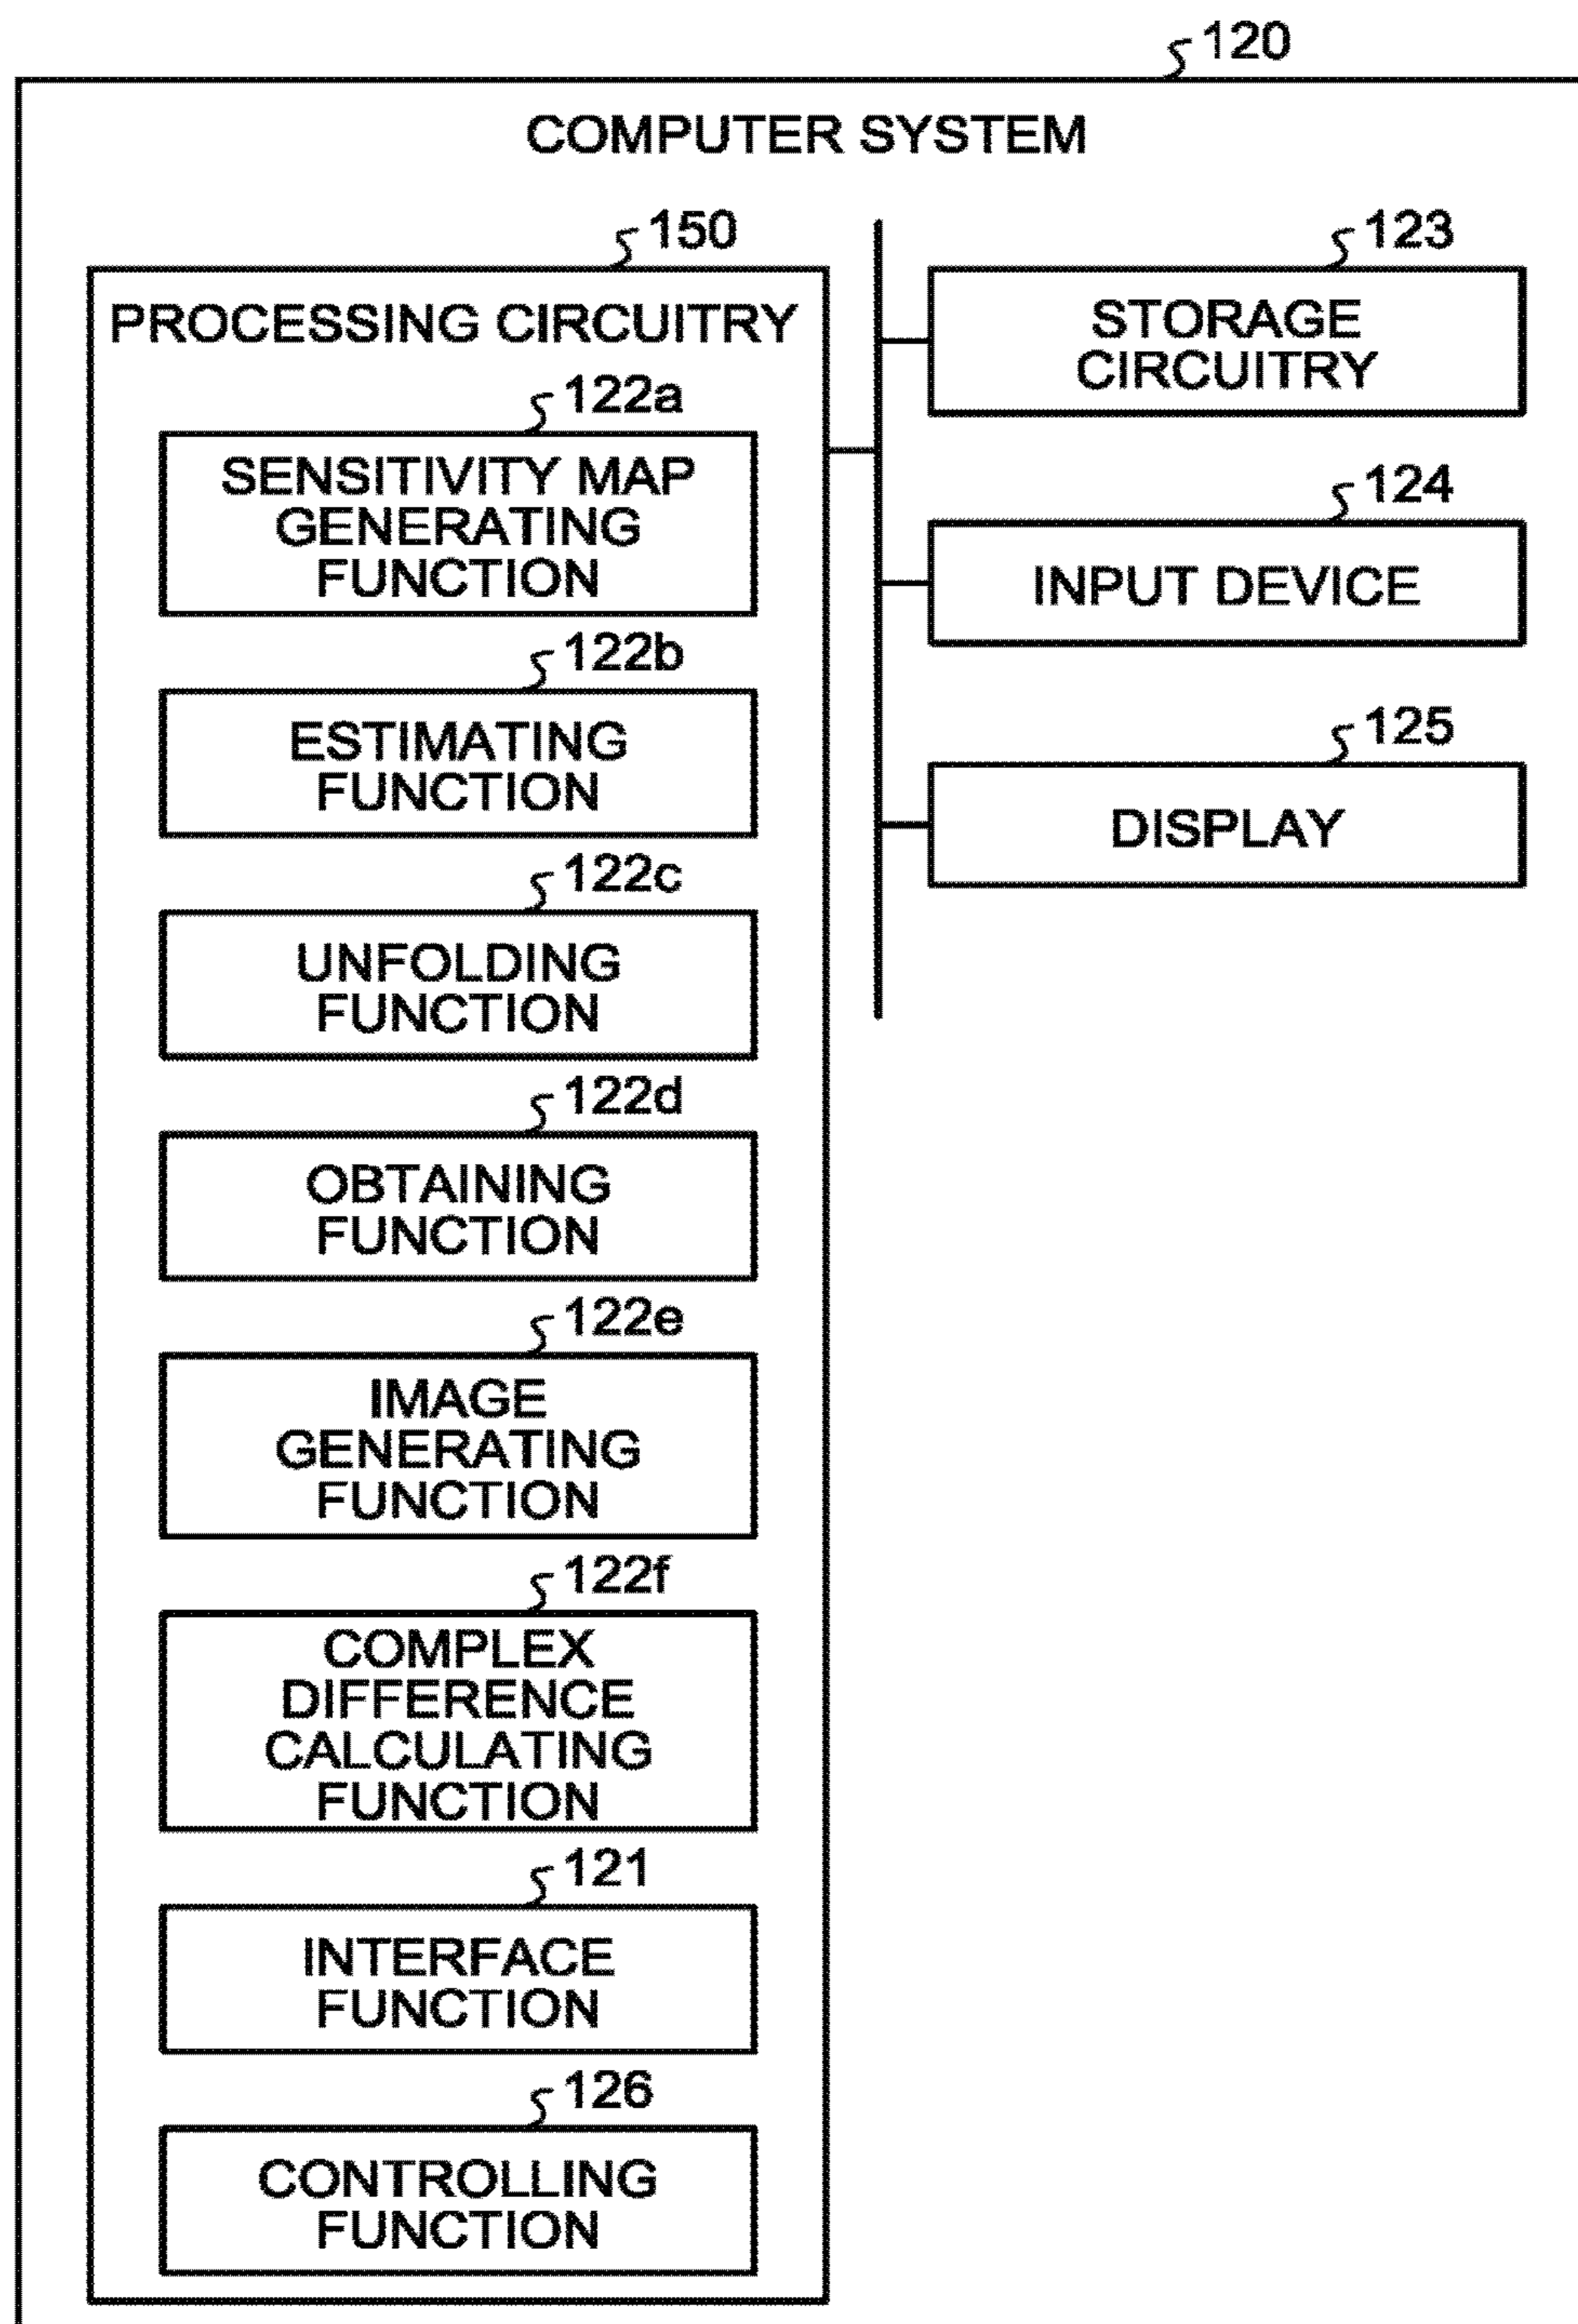 120
COMPUTER SYSTEM
150
PROCESSING CIRCUITRY
122a
SENSITIVITY MAP
GENERATING
FUNCTION
122b
ESTIMATING
FUNCTION
122c
UNFOLDING
FUNCTION
122d
OBTAINING
FUNCTION
122e
IMAGE
GENERATING
FUNCTION
122f
COMPLEX
DIFFERENCE
CALCULATING
FUNCTION
121
INTERFACE
FUNCTION
126
CONTROLLING
FUNCTION
123
STORAGE
CIRCUITRY
124
INPUT DEVICE
125
DISPLAY